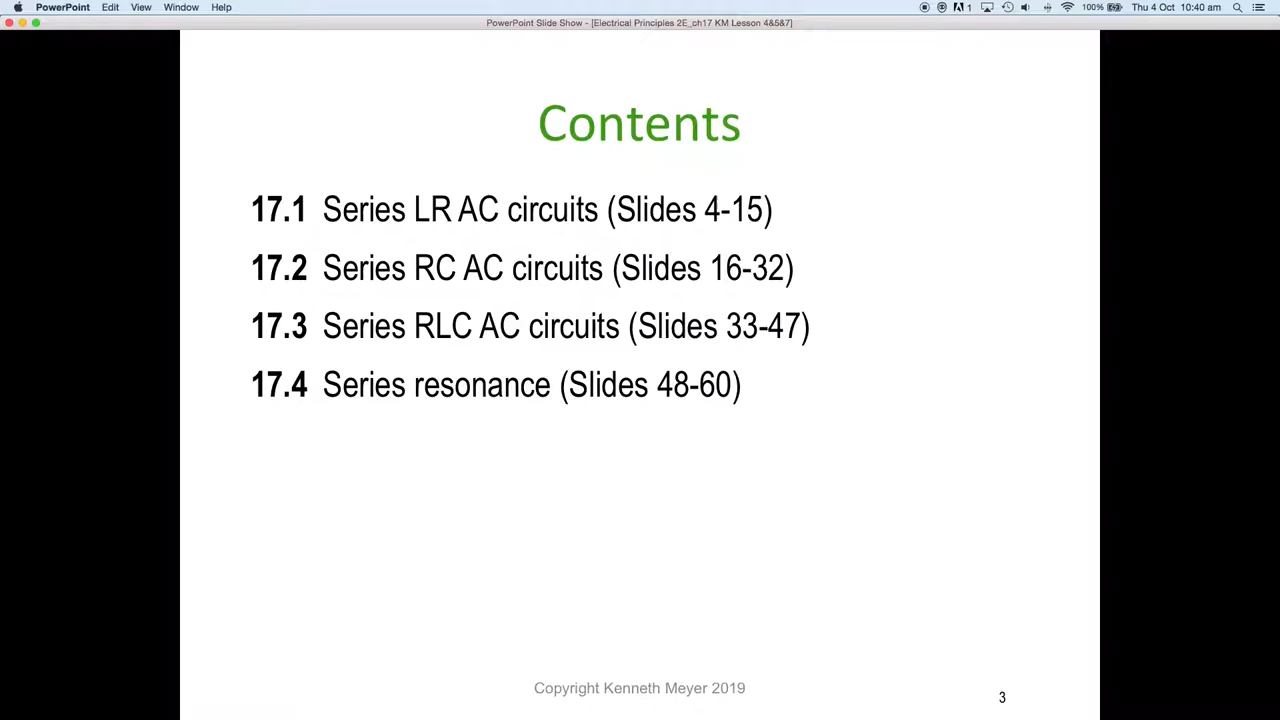 PowerPoint Edit View Window Help 1 100% Thu 4 Oct 10:40 am
PowerPoint Slide Show - [Electrical Principles 2E_ch17 KM Lesson 4&5&7]
Contents
17.1 Series LR AC circuits (Slides 4-15)
17.2 Series RC AC circuits (Slides 16-32)
17.3 Series RLC AC circuits (Slides 33-47)
17.4 Series resonance (Slides 48-60)
Copyright Kenneth Meyer 2019
3